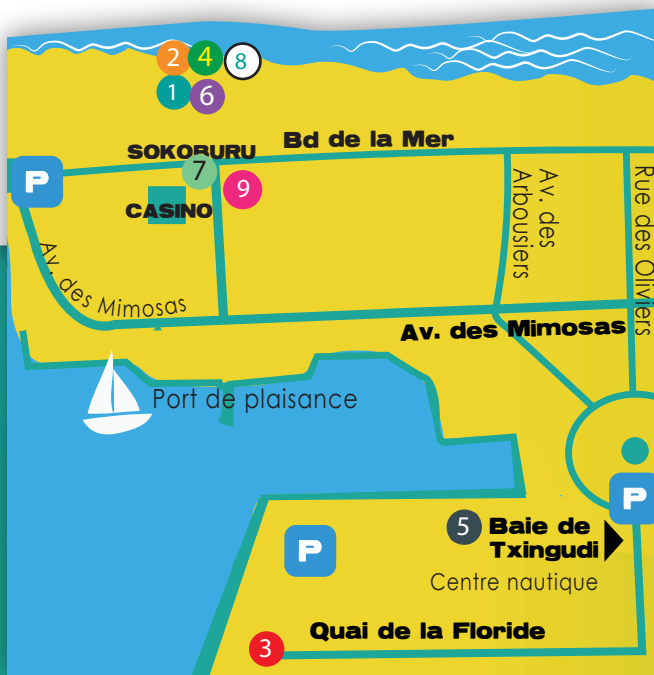 2 4 8
1 6
Bd de la Mer
SOKOBURU
7
P
9
CASINO
Av. des
Arbousiers
Rue des Oliviers
Av. des Mimosas
Av. des Mimosas
Port de plaisance
P
5 Baie de
Txingudi
P
Centre nautique
Quai de la Floride
3